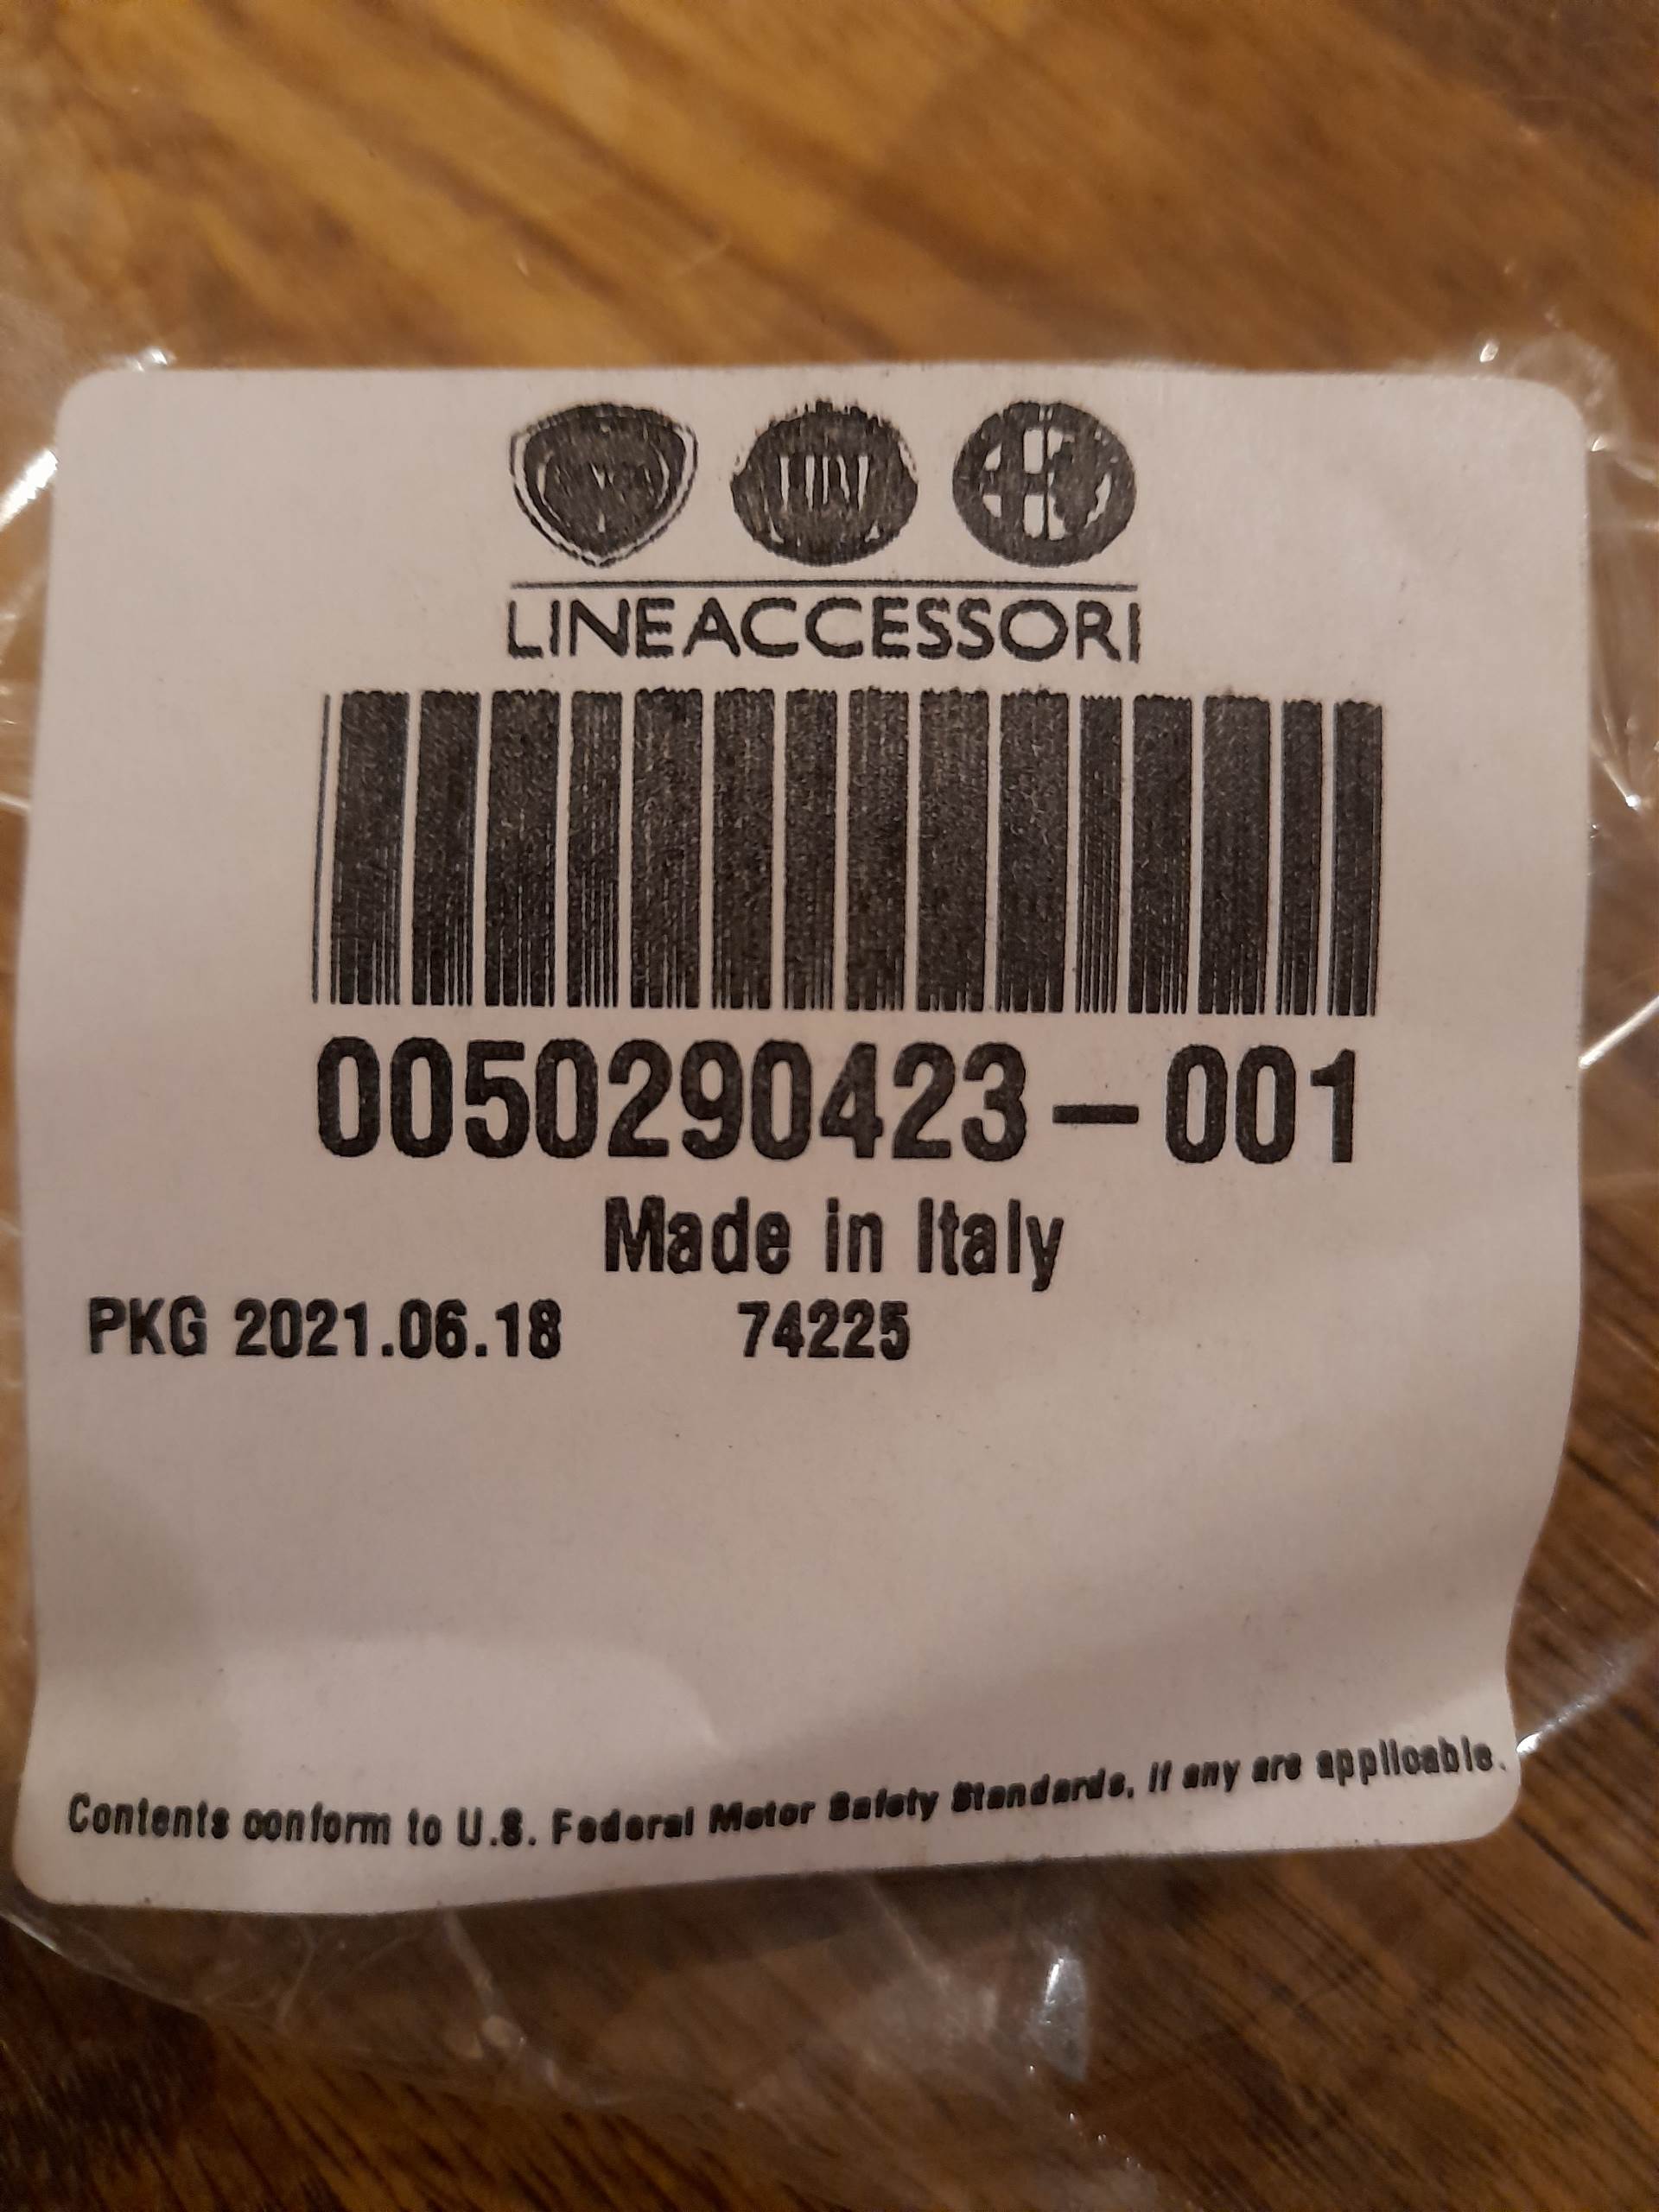 FIAT
LINEACCESSORI
0050290423-001
Made in Italy
PKG 2021.06.18 74225
Contents conform to U.S. Federal Motor Safety Standards, if any are applicable.